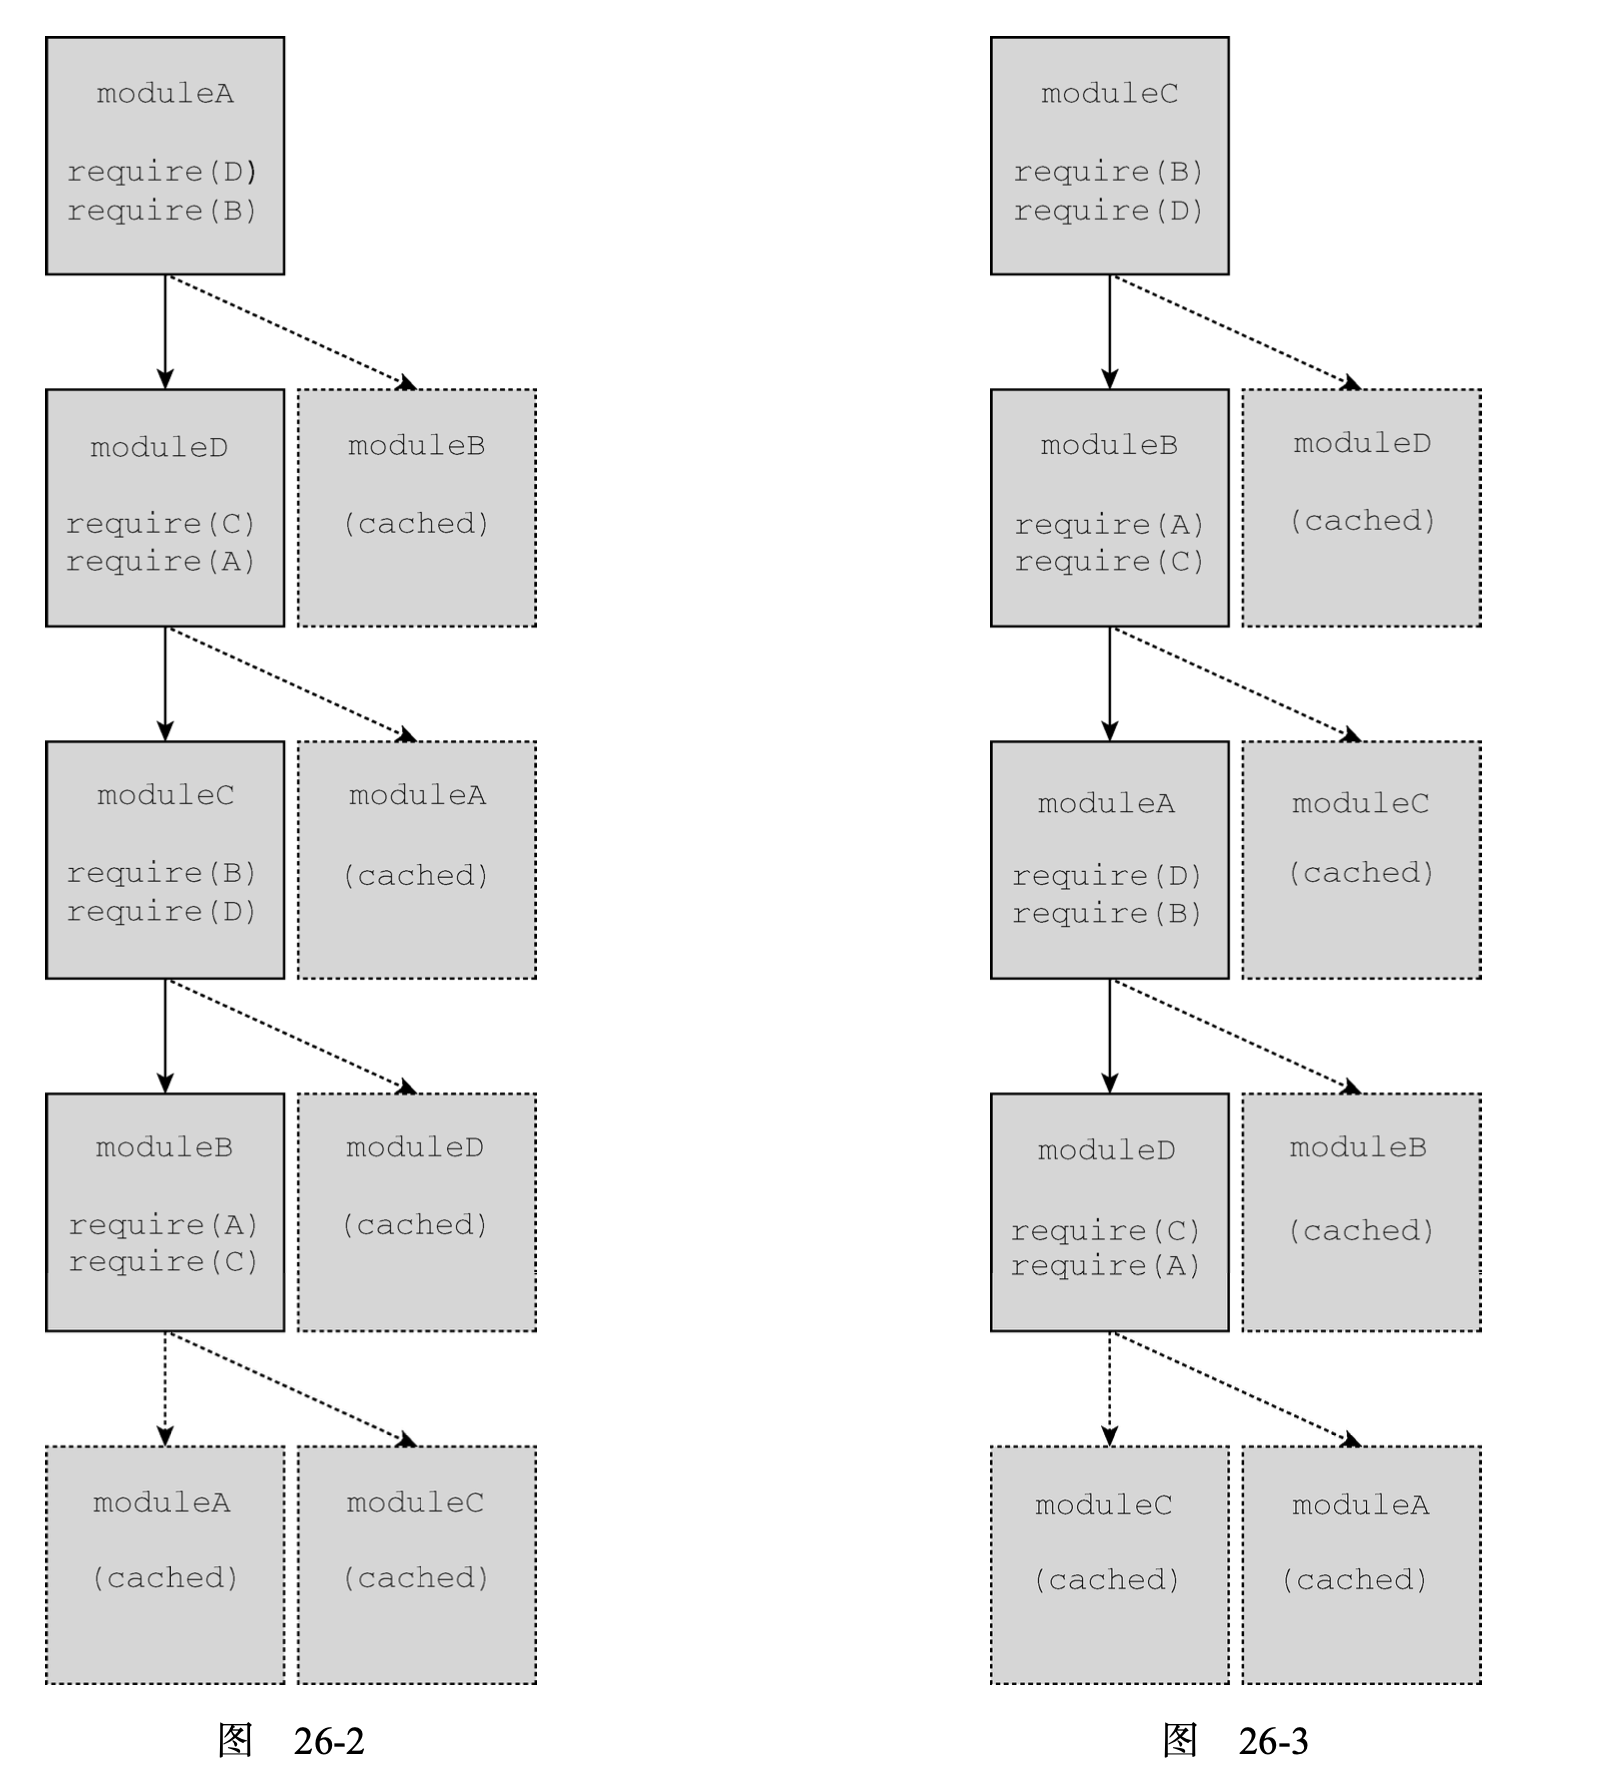 moduleA
require(D)
require(B)
moduleD
require(C)
require(A)
moduleB
(cached)
moduleC
require(B)
require(D)
moduleA
(cached)
moduleB
require(A)
require(C)
moduleD
(cached)
moduleA
(cached)
moduleC
(cached)
图 26-2
moduleC
require(B)
require(D)
moduleB
require(A)
require(C)
moduleD
(cached)
moduleA
require(D)
require(B)
moduleC
(cached)
moduleD
require(C)
require(A)
moduleB
(cached)
moduleC
(cached)
moduleA
(cached)
图 26-3